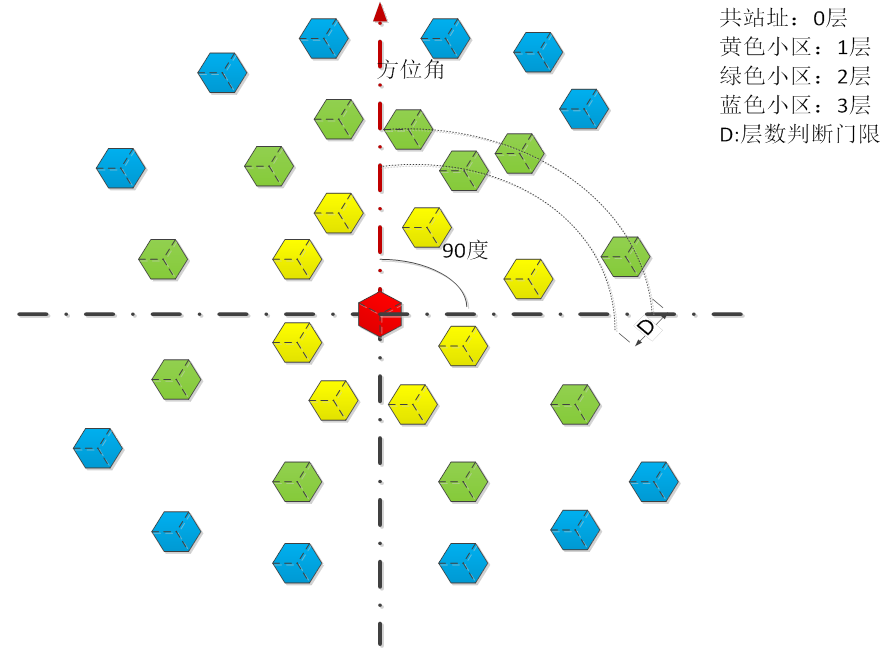 共站址：0层
黄色小区：1层
绿色小区：2层
蓝色小区：3层
D:层数判断门限
方位角
90度
D